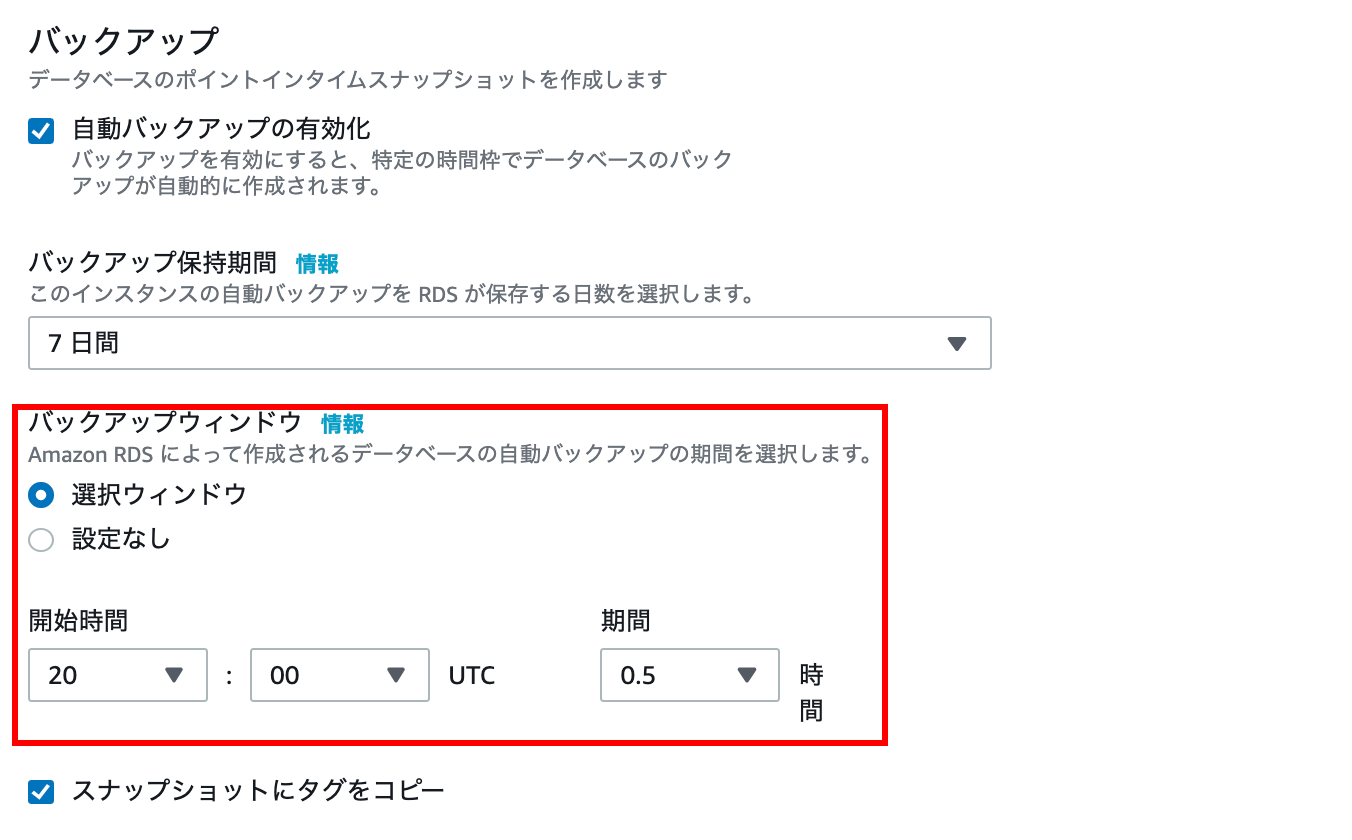 バックアップ
データベースのポイントインタイムスナップショットを作成します
自動バックアップの有効化
バックアップを有効にすると、特定の時間枠でデータベースのバック
アップが自動的に作成されます。
バックアップ保持期間 情報
このインスタンスの自動バックアップを RDS が保存する日数を選択します。
7 日間
バックアップウィンドウ 情報
Amazon RDS によって作成されるデータベースの自動バックアップの期間を選択します。
選択ウィンドウ
設定なし
開始時間 期間
20 : 00 UTC 0.5 時
間
スナップショットにタグをコピー